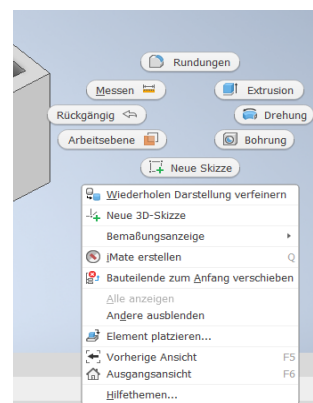 Rundungen
Messen
Extrusion
Rückgängig
Drehung
Arbeitsebene
Bohrung
Neue Skizze
Wiederholen Darstellung verfeinern
Neue 3D-Skizze
Bemaßungsanzeige
iMate erstellen Q
Bauteilende zum Anfang verschieben
Alle anzeigen
Andere ausblenden
Element platzieren...
Vorherige Ansicht F5
Ausgangsansicht F6
Hilfethemen...